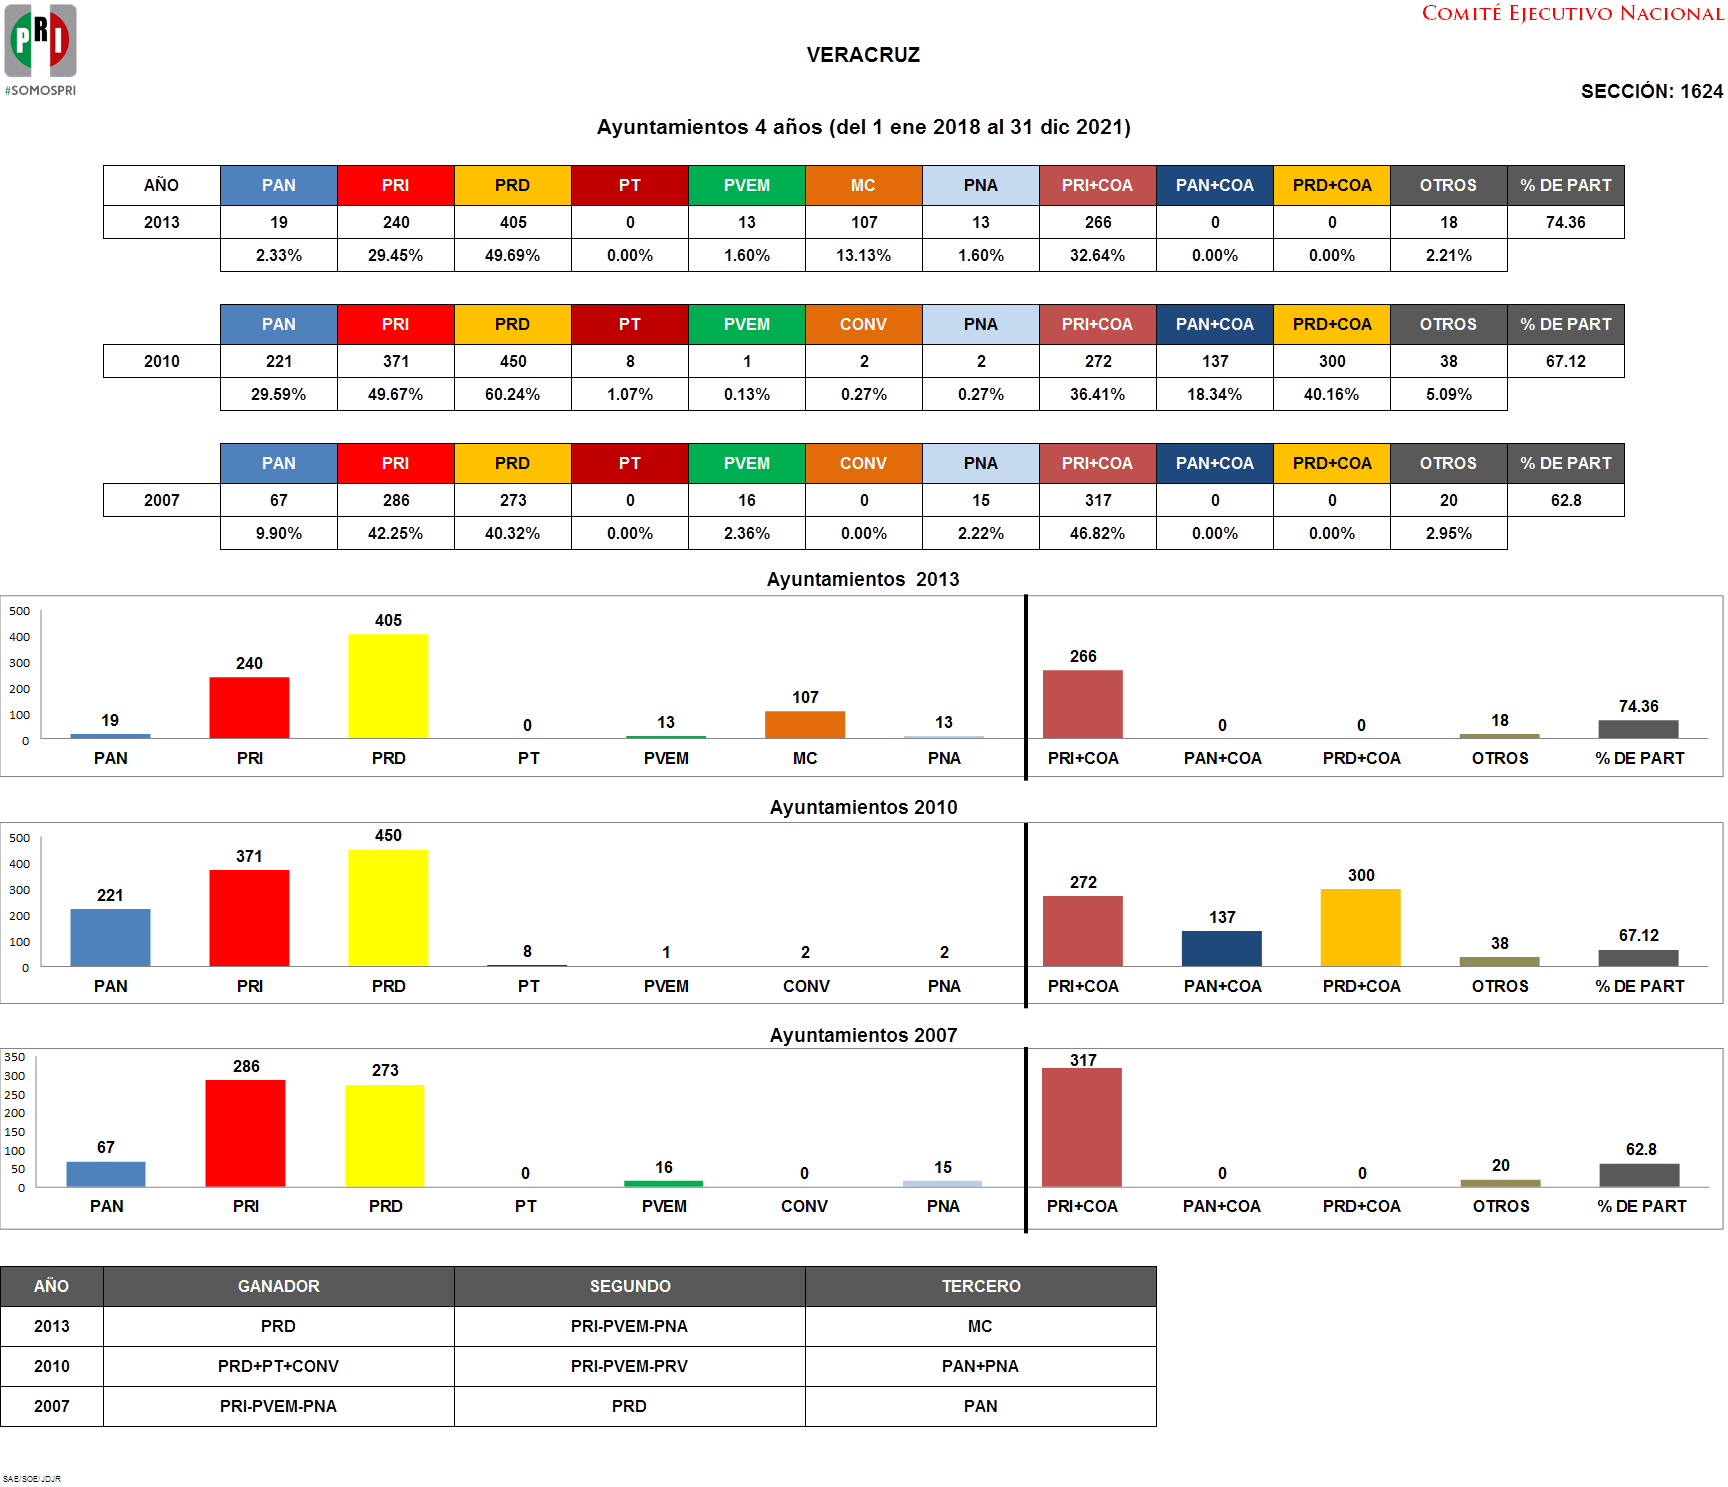 PRI
#SOMOSPRI
COMITÉ EJECUTIVO NACIONAL
VERACRUZ
SECCIÓN: 1624
Ayuntamientos 4 años (del 1 ene 2018 al 31 dic 2021)
AÑO PAN PRI PRD PT PVEM MC PNA PRI+COA PAN+COA PRD+COA OTROS % DE PART
2013 19 240 405 0 13 107 13 266 0 0 18 74.36
2.33% 29.45% 49.69% 0.00% 1.60% 13.13% 1.60% 32.64% 0.00% 0.00% 2.21%
PAN PRI PRD PT PVEM CONV PNA PRI+COA PAN+COA PRD+COA OTROS % DE PART
2010 221 371 450 8 1 2 2 272 137 300 38 67.12
29.59% 49.67% 60.24% 1.07% 0.13% 0.27% 0.27% 36.41% 18.34% 40.16% 5.09%
PAN PRI PRD PT PVEM CONV PNA PRI+COA PAN+COA PRD+COA OTROS % DE PART
2007 67 286 273 0 16 0 15 317 0 0 20 62.8
9.90% 42.25% 40.32% 0.00% 2.36% 0.00% 2.22% 46.82% 0.00% 0.00% 2.95%
Ayuntamientos 2013
500
400
300
200
100
0
19 240 405 0 13 107 13 266 0 0 18 74.36
PAN PRI PRD PT PVEM MC PNA PRI+COA PAN+COA PRD+COA OTROS % DE PART
Ayuntamientos 2010
500
400
300
200
100
0
221 371 450 8 1 2 2 272 137 300 38 67.12
PAN PRI PRD PT PVEM CONV PNA PRI+COA PAN+COA PRD+COA OTROS % DE PART
Ayuntamientos 2007
350
300
250
200
150
100
50
0
67 286 273 0 16 0 15 317 0 0 20 62.8
PAN PRI PRD PT PVEM CONV PNA PRI+COA PAN+COA PRD+COA OTROS % DE PART
AÑO GANADOR SEGUNDO TERCERO
2013 PRD PRI-PVEM-PNA MC
2010 PRD+PT+CONV PRI-PVEM-PRV PAN+PNA
2007 PRI-PVEM-PNA PRD PAN
SAE/SOE/JDJR